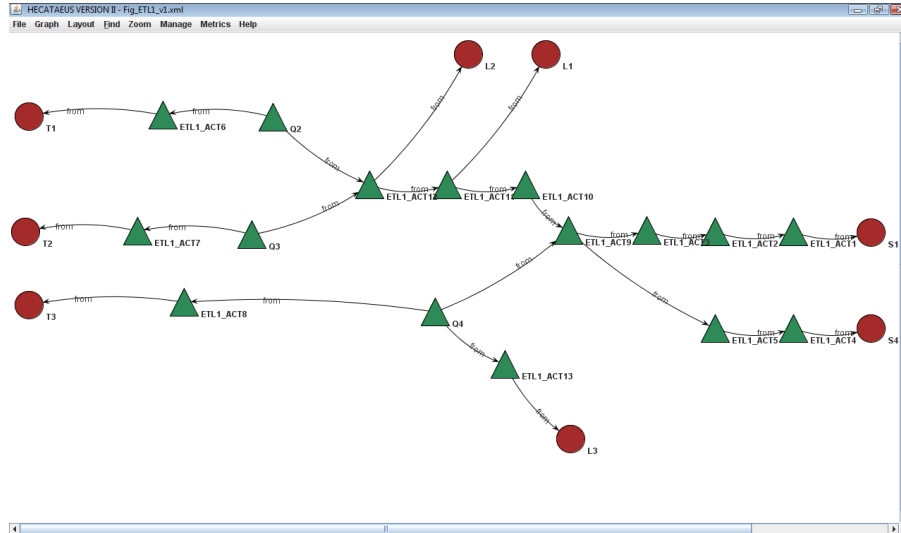 HECATAEUS VERSION II - Fig_ETL1_v1.xml
File Graph Layout Find Zoom Manage Metrics Help
L2
L1
from
from
from
from
T1
ETL1_ACT6
Q2
from
from
from
from
ETL1_ACT12
ETL1_ACT11
ETL1_ACT10
from
from
from
from
from
from
from
from
T2
ETL1_ACT7
Q3
ETL1_ACT9
ETL1_ACT3
ETL1_ACT2
ETL1_ACT1
S1
from
from
from
from
T3
ETL1_ACT8
Q4
from
from
ETL1_ACT5
ETL1_ACT4
S4
from
ETL1_ACT13
from
L3